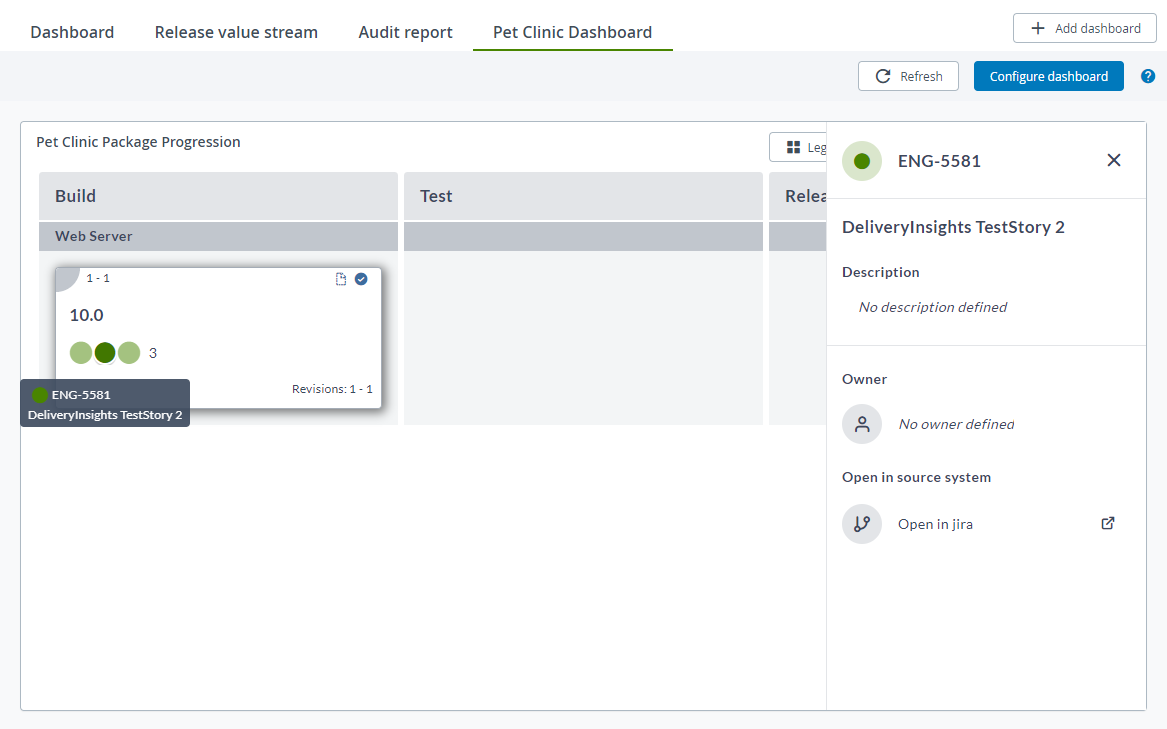 Dashboard Release value stream Audit report Pet Clinic Dashboard Add dashboard
Refresh Configure dashboard ?
Pet Clinic Package Progression
Leg
Build Test Relea
Web Server
1 - 1
10.0
3
Revisions: 1 - 1
ENG-5581
DeliveryInsights TestStory 2
ENG-5581
DeliveryInsights TestStory 2
Description
No description defined
Owner
No owner defined
Open in source system
Open in jira